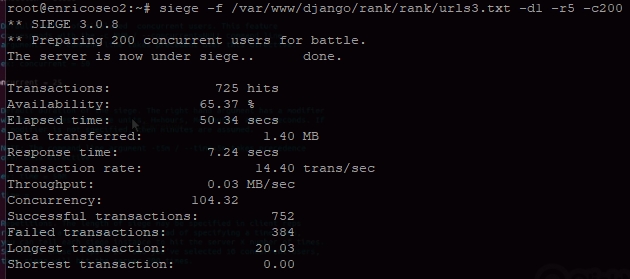 root@enricoseo2:~# siege -f /var/www/django/rank/rank/urls3.txt -d1 -r5 -c200
** SIEGE 3.0.8
** Preparing 200 concurrent users for battle.
The server is now under siege.. done.
Transactions: 725 hits
Availability: 65.37 %
Elapsed time: 50.34 secs
Data transferred: 1.40 MB
Response time: 7.24 secs
Transaction rate: 14.40 trans/sec
Throughput: 0.03 MB/sec
Concurrency: 104.32
Successful transactions: 752
Failed transactions: 384
Longest transaction: 20.03
Shortest transaction: 0.00